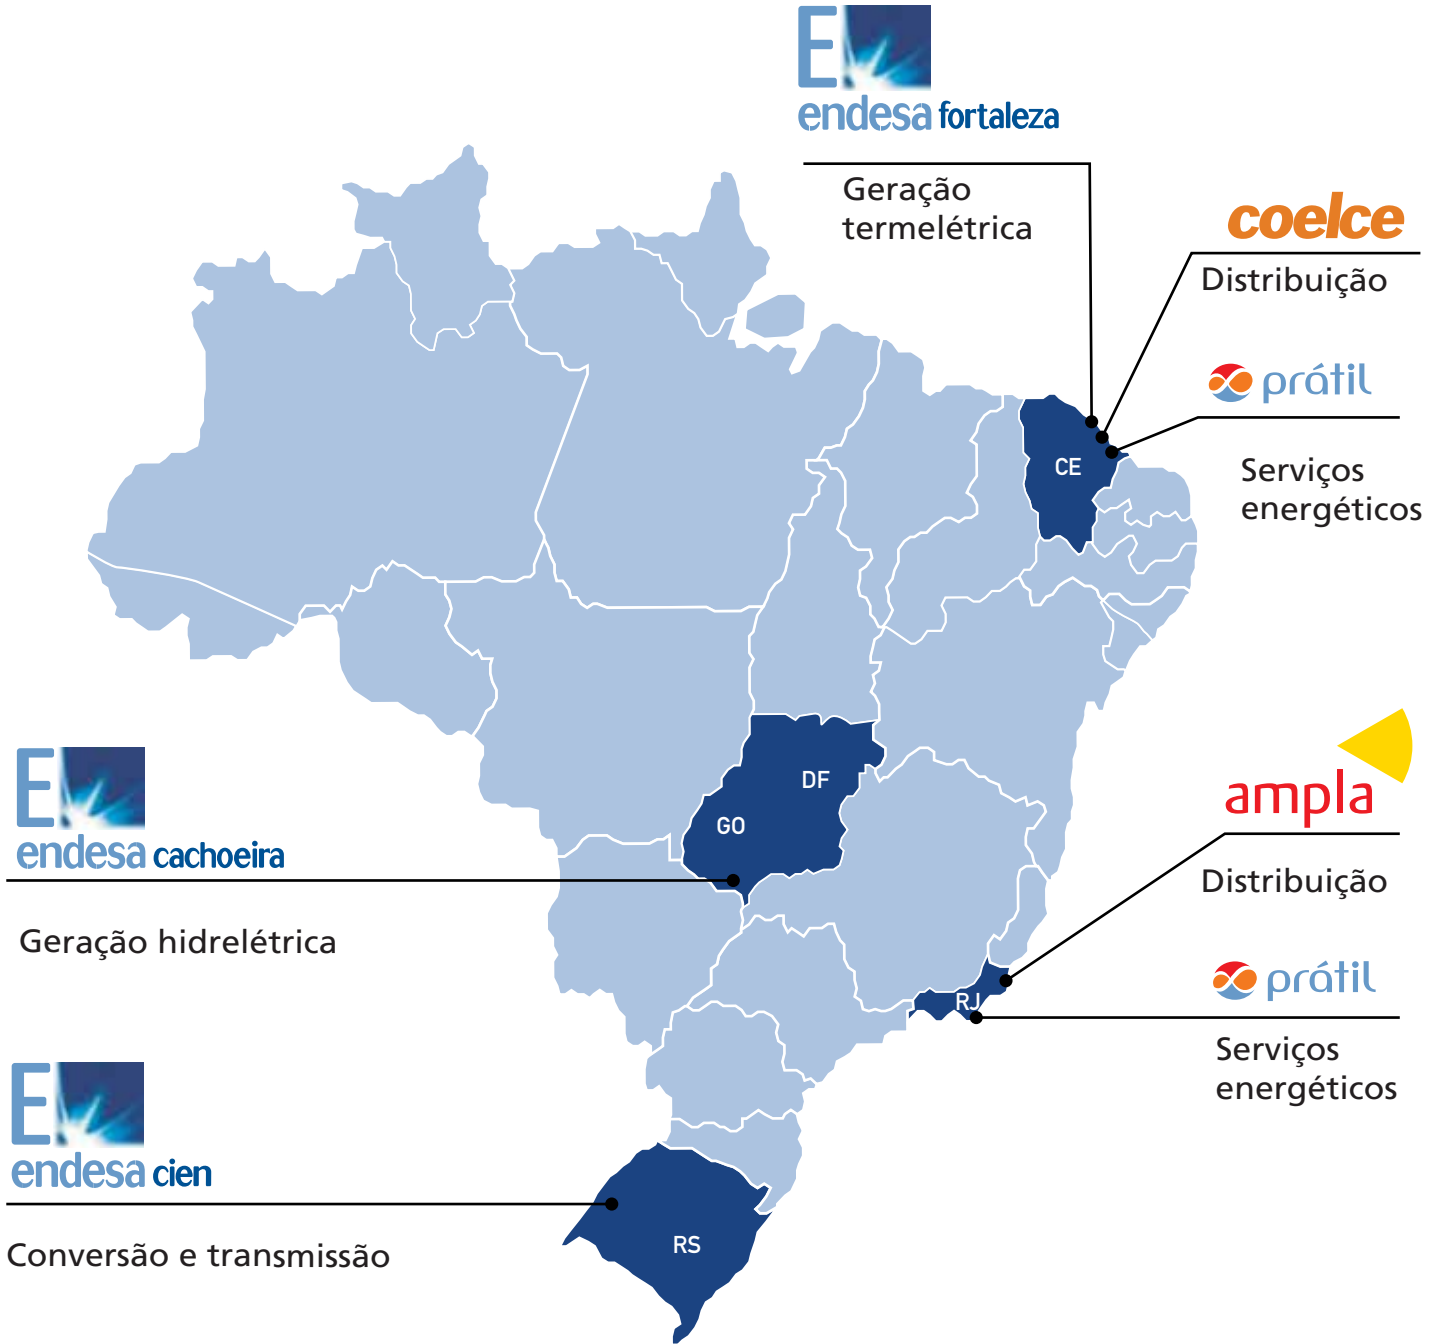 E
endesa fortaleza
Geração
termelétrica
coelce
Distribuição
prátil
Serviços
energéticos
CE
DF
GO
E
endesa cachoeira
Geração hidrelétrica
ampla
Distribuição
prátil
Serviços
energéticos
RJ
E
endesa cien
Conversão e transmissão
RS